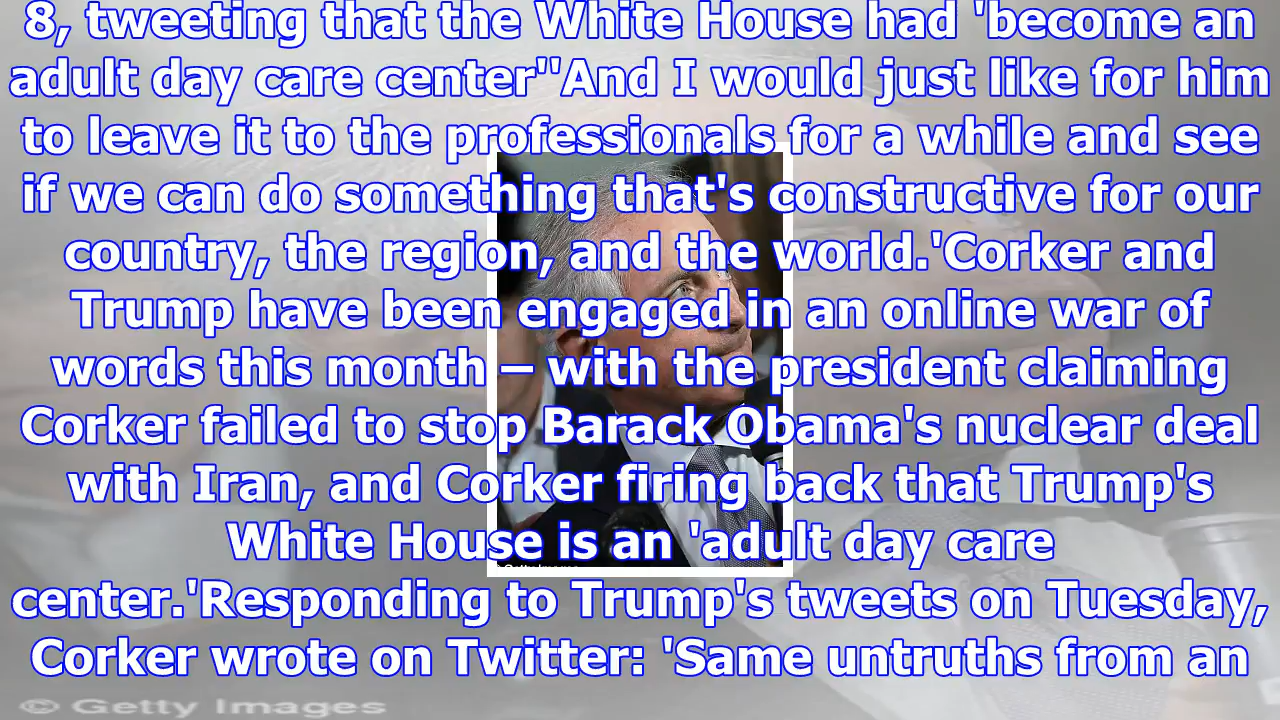 8, tweeting that the White House had 'become an
adult day care center''And I would just like for him
to leave it to the professionals for a while and see
if we can do something that's constructive for our
country, the region, and the world.'Corker and
Trump have been engaged in an online war of
words this month – with the president claiming
Corker failed to stop Barack Obama's nuclear deal
with Iran, and Corker firing back that Trump's
White House is an 'adult day care
center.'Responding to Trump's tweets on Tuesday,
Corker wrote on Twitter: 'Same untruths from an
© Getty Images